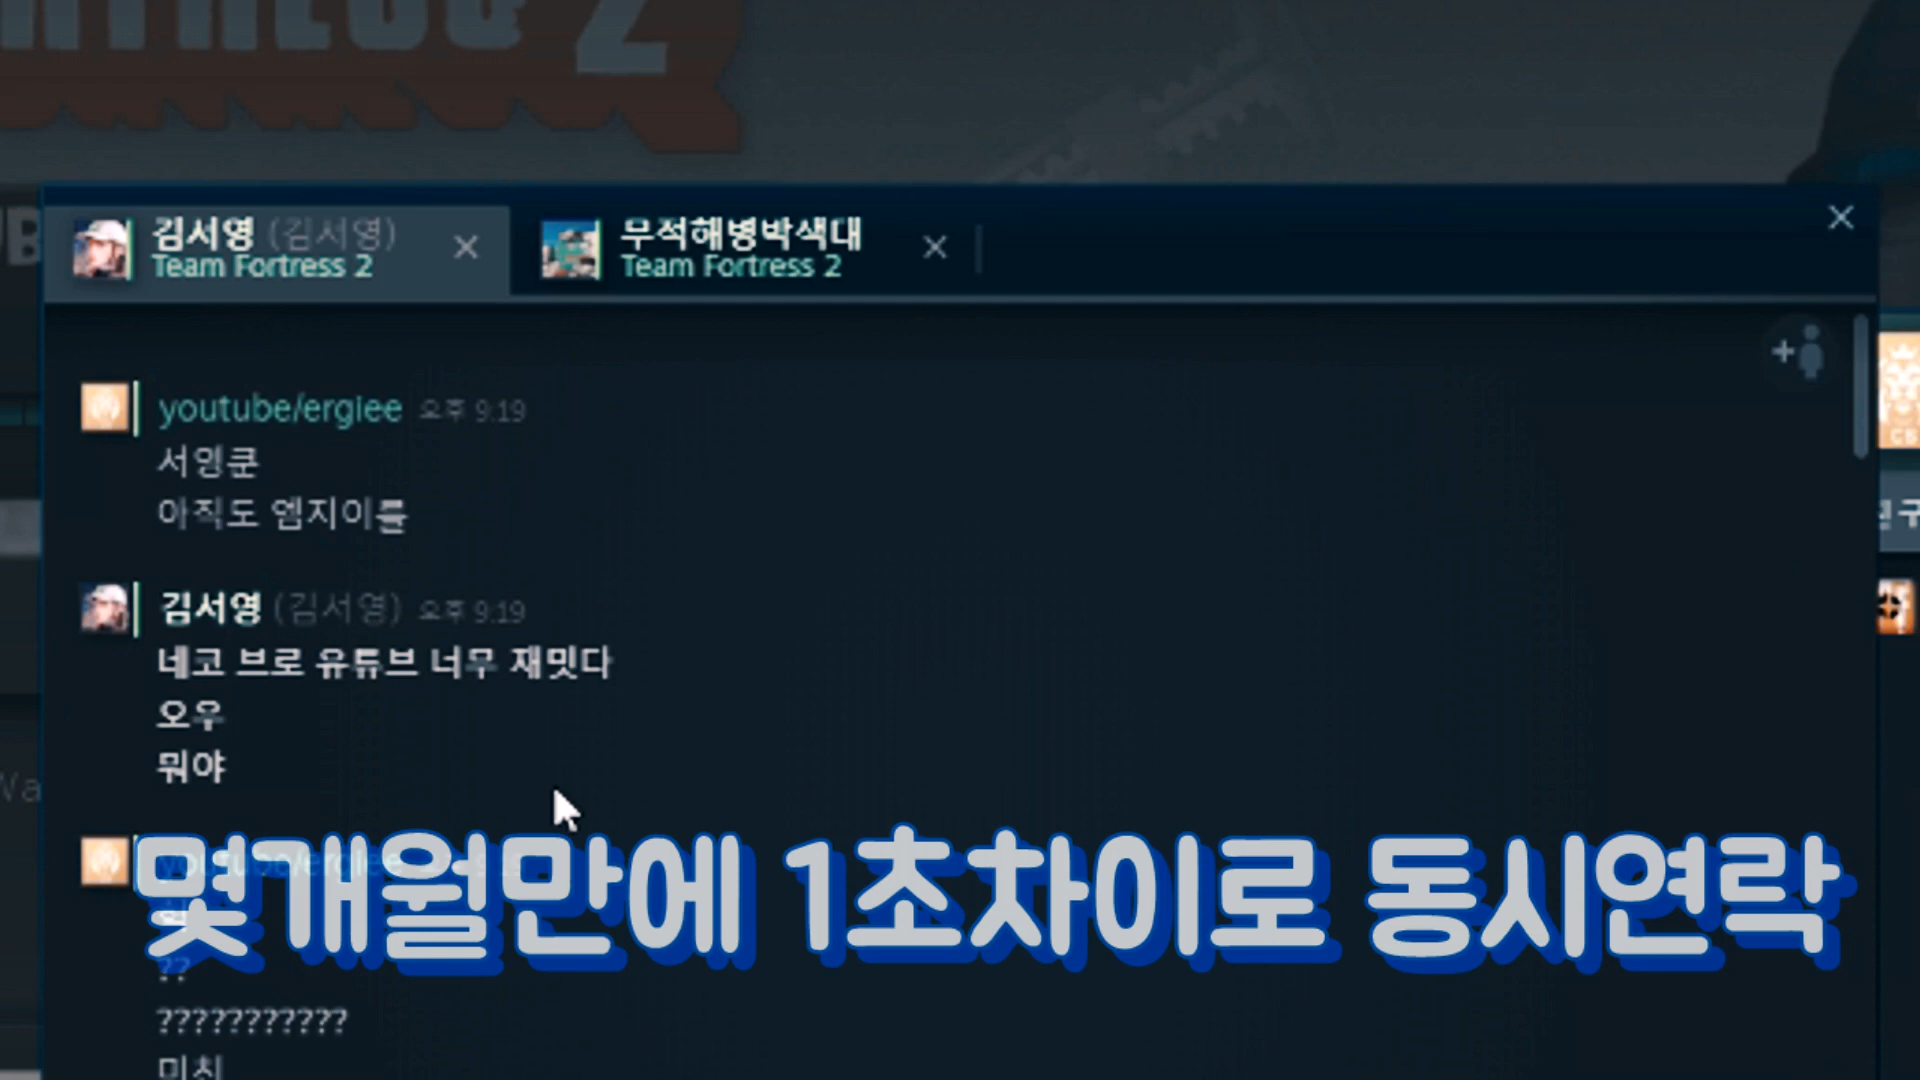 김서영 (김서영)
Team Fortress 2
무적해병박색대
Team Fortress 2
youtube/ergiee 오후 9:19
서영쿤
아직도 엠지이를
김서영 (김서영) 오후 9:19
네코 브로 유튜브 너무 재밋다
오우
뭐야
몇개월만에 1초차이로 동시연락
??
???????????
미친